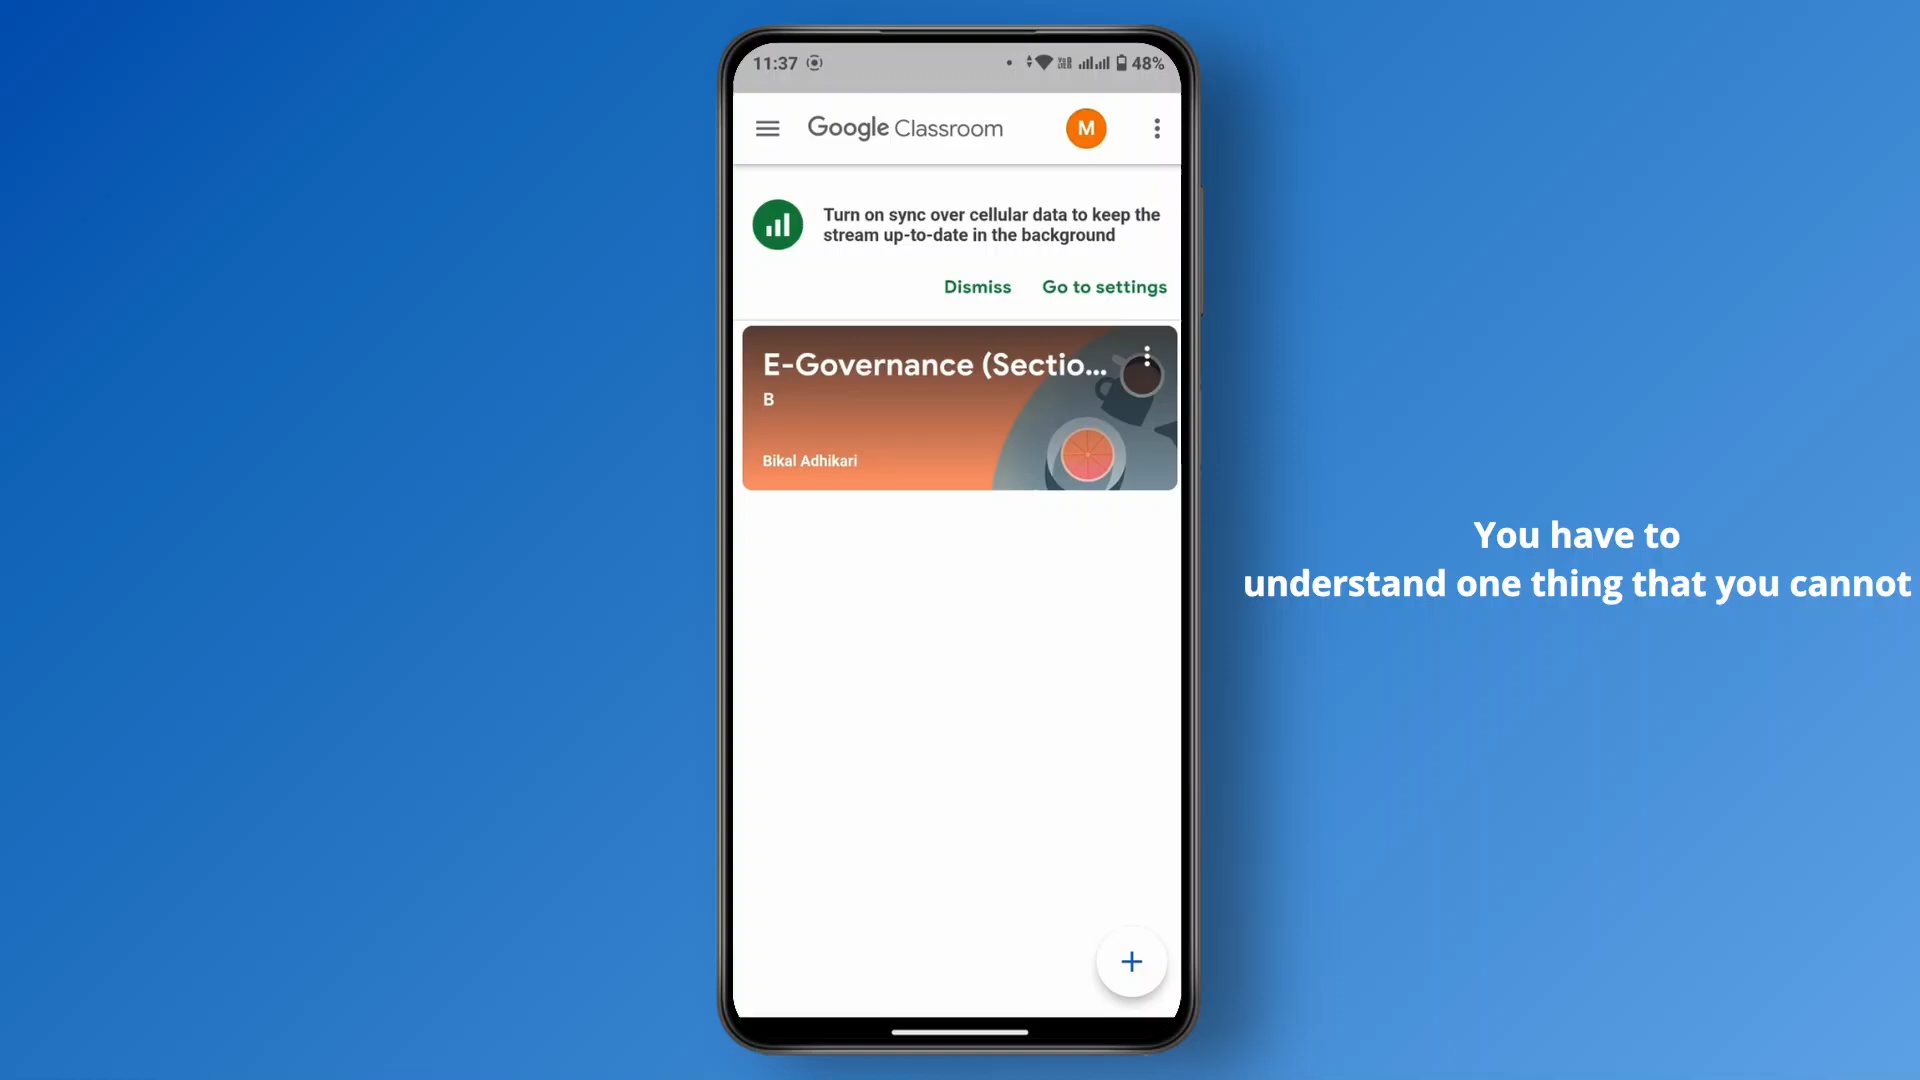 11:37
48%
Google Classroom
M
Turn on sync over cellular data to keep the
stream up-to-date in the background
Dismiss
Go to settings
E-Governance (Sectio...
B
Bikal Adhikari
You have to
understand one thing that you cannot